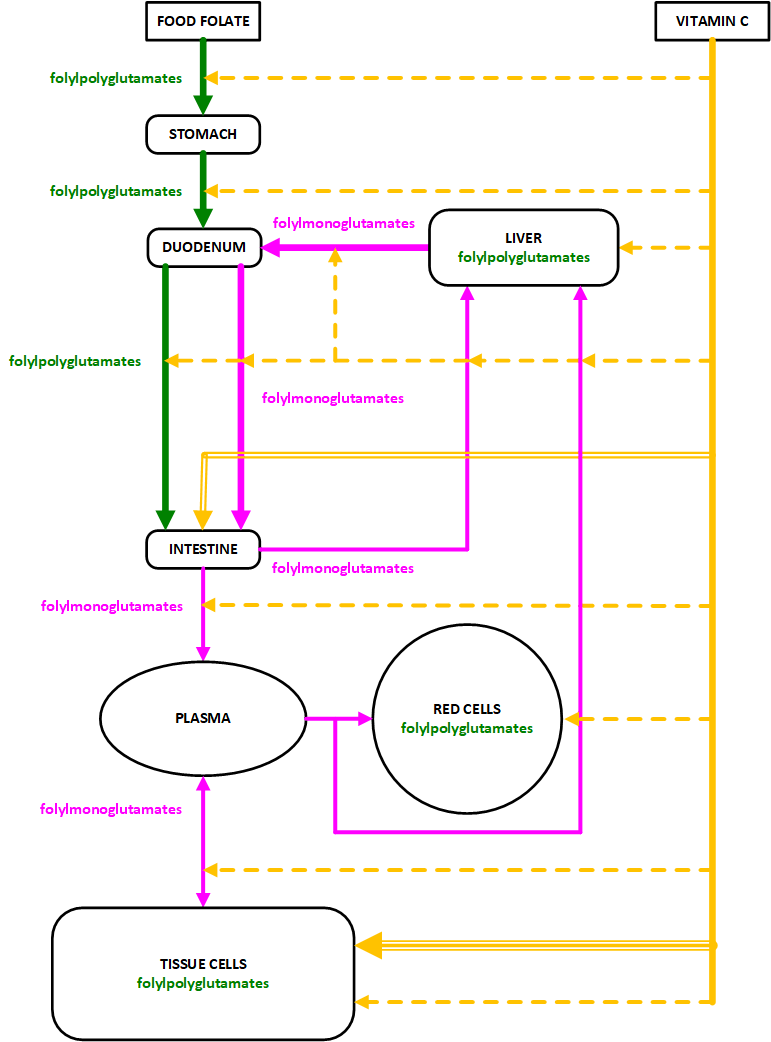 FOOD FOLATE
VITAMIN C
folylpolyglutamates
STOMACH
folylpolyglutamates
folylmonoglutamates
DUODENUM
LIVER
folylpolyglutamates
folylpolyglutamates
folylmonoglutamates
INTESTINE
folylmonoglutamates
folylmonoglutamates
PLASMA
RED CELLS
folylpolyglutamates
folylmonoglutamates
TISSUE CELLS
folylpolyglutamates